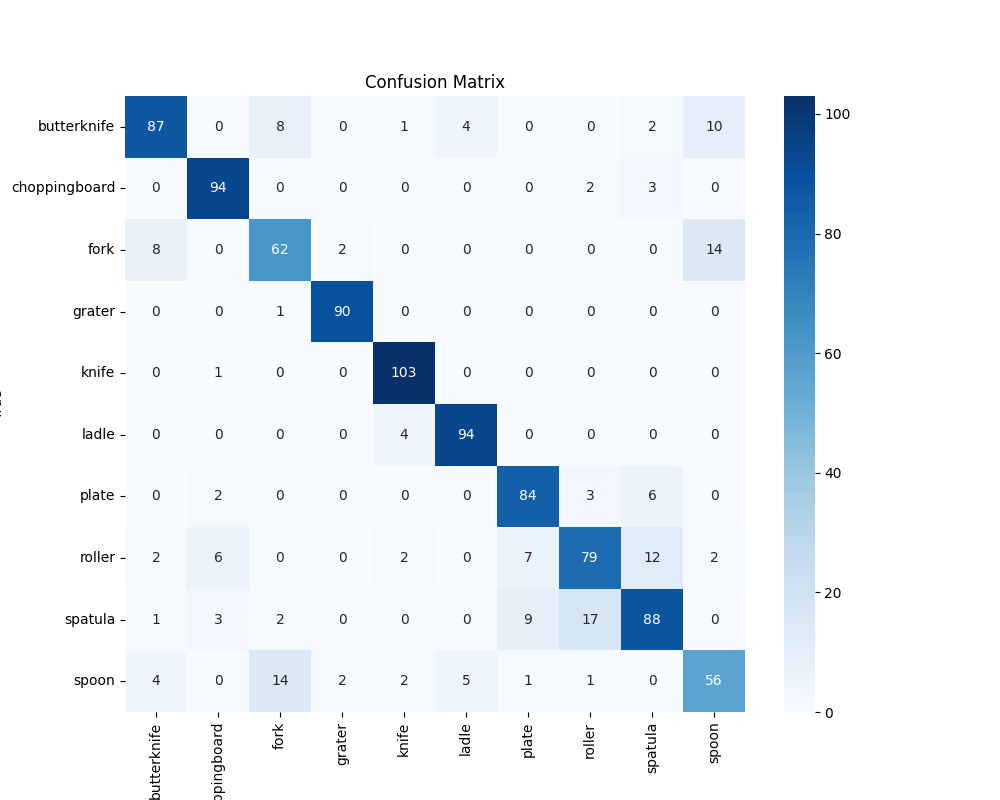 Confusion Matrix
butterknife 87 0 8 0 1 4 0 0 2 10
choppingboard 0 94 0 0 0 0 0 2 3 0
fork 8 0 62 2 0 0 0 0 0 14
grater 0 0 1 90 0 0 0 0 0 0
knife 0 1 0 0 103 0 0 0 0 0
ladle 0 0 0 0 4 94 0 0 0 0
plate 0 2 0 0 0 0 84 3 6 0
roller 2 6 0 0 2 0 7 79 12 2
spatula 1 3 2 0 0 0 9 17 88 0
spoon 4 0 14 2 2 5 1 1 0 56
butterknife ppingboard fork grater knife ladle plate roller spatula spoon
100
80
60
40
20
0